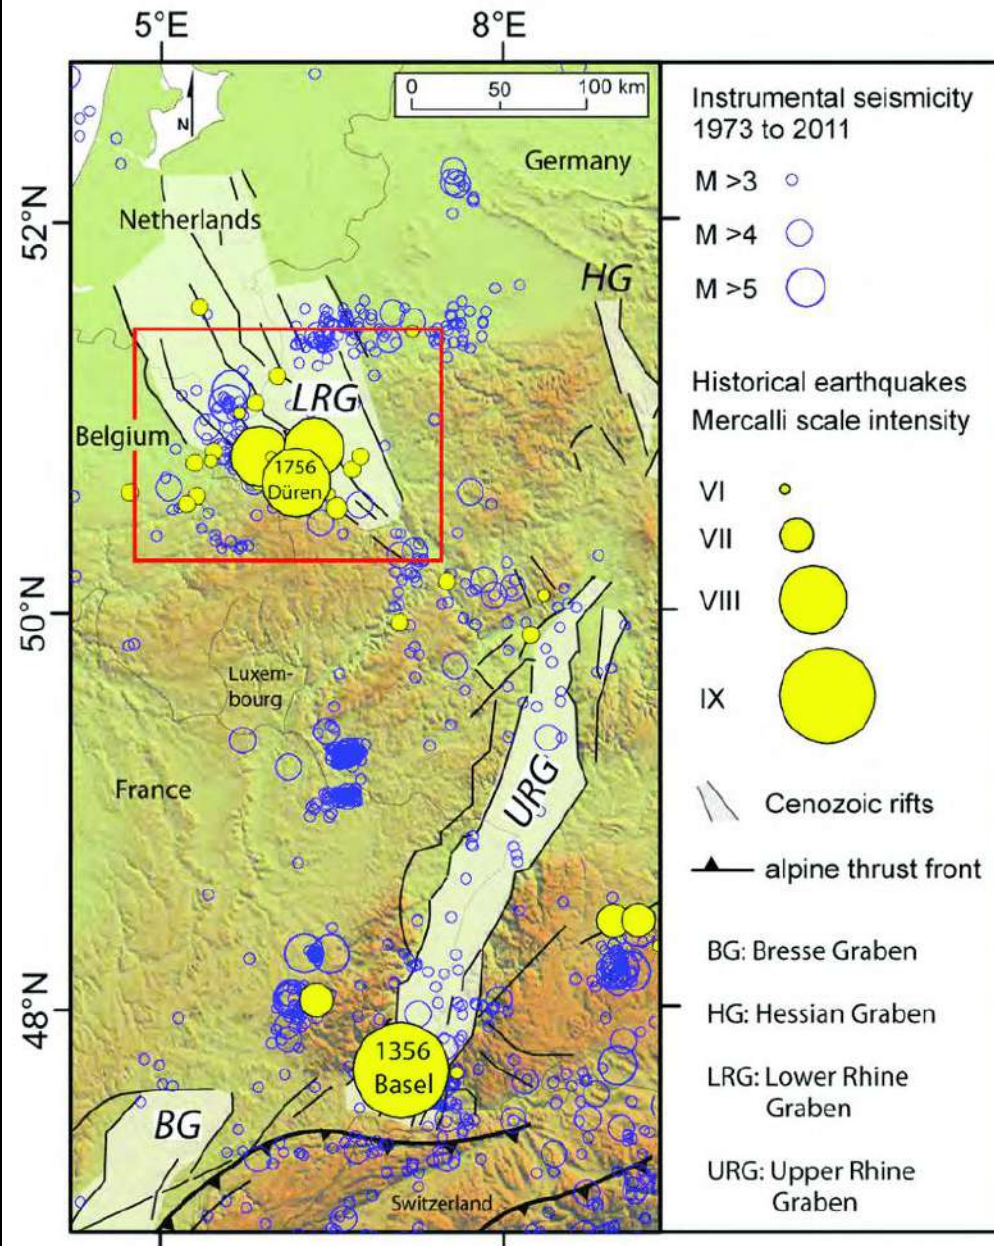 5°E
8°E
0
50
100 km
N
Germany
52°N
Netherlands
HG
LRG
Belgium
1756
Düren
50°N
Luxem-
bourg
France
URG
48°N
1356
Basel
BG
Switzerland
Instrumental seismicity
1973 to 2011
M >3
M >4
M >5
Historical earthquakes
Mercalli scale intensity
VI
VII
VIII
IX
Cenozoic rifts
alpine thrust front
BG: Bresse Graben
HG: Hessian Graben
LRG: Lower Rhine
Graben
URG: Upper Rhine
Graben